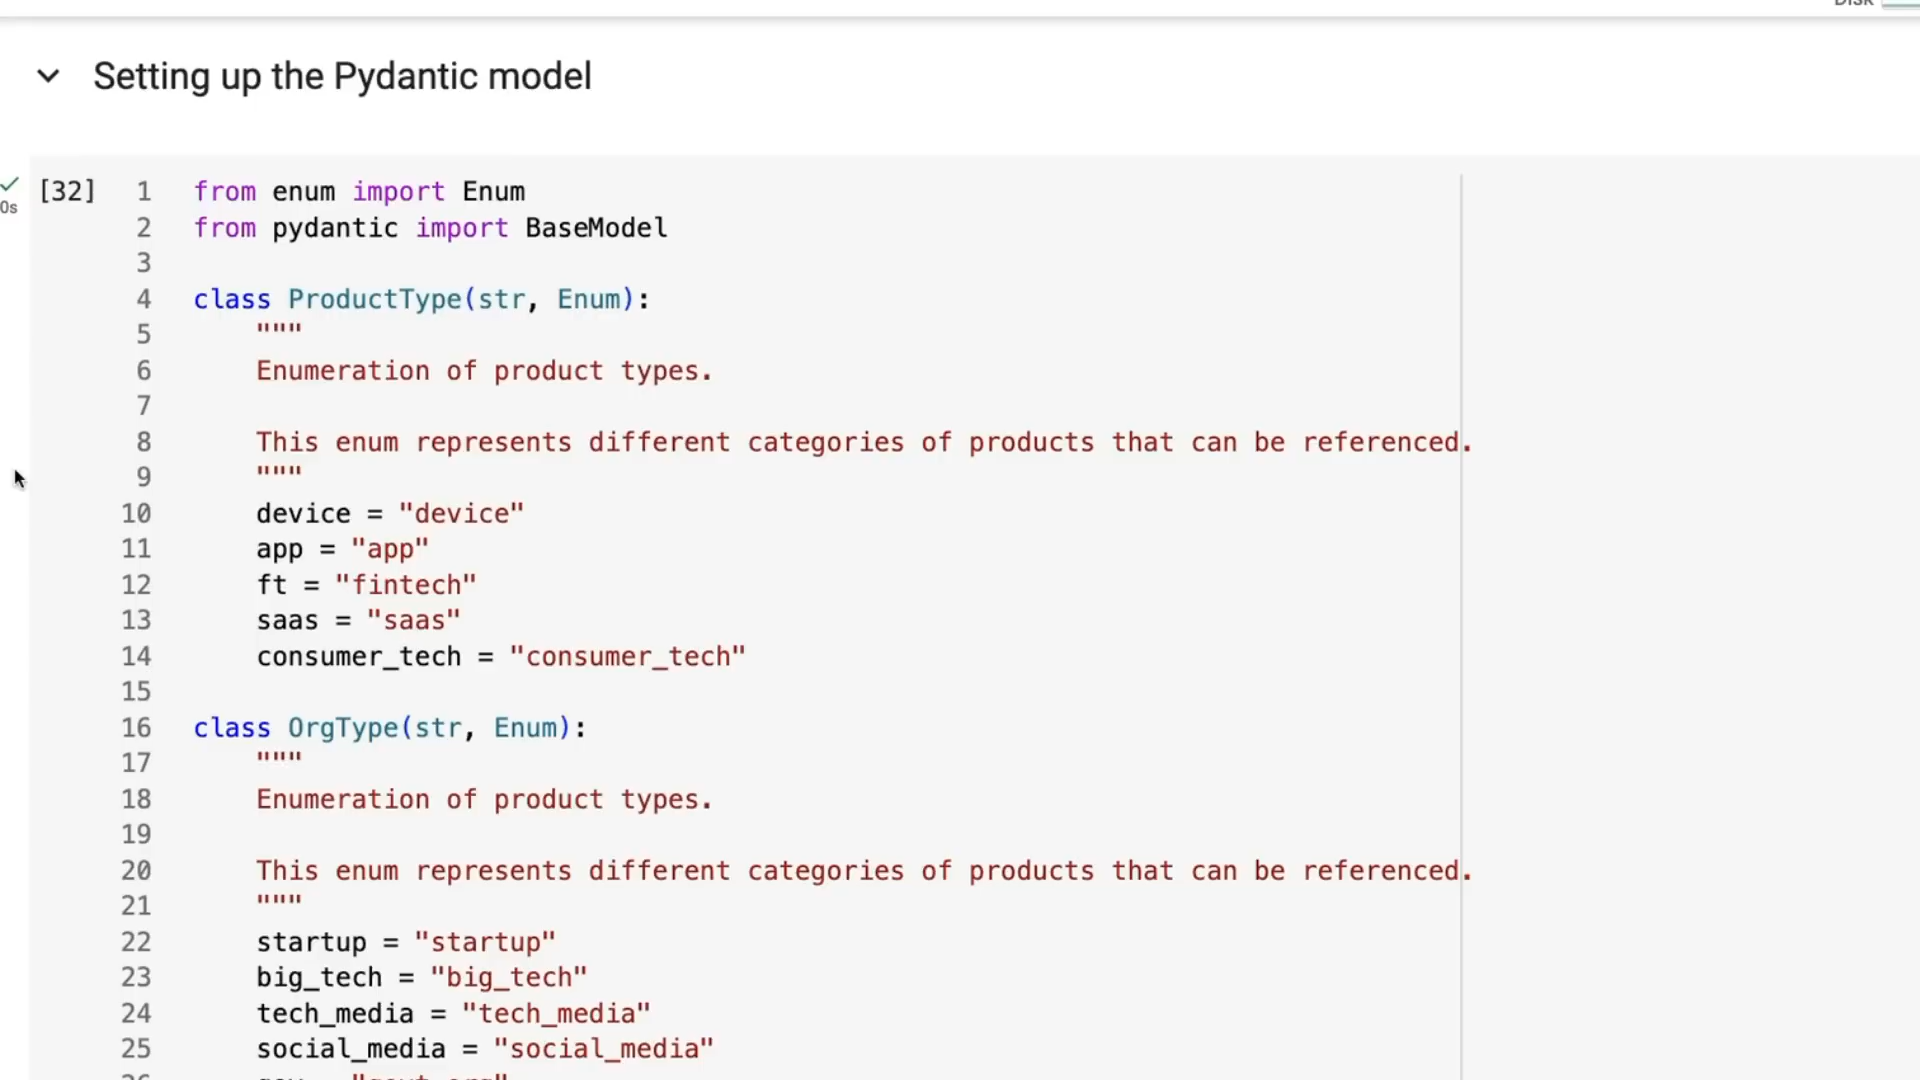 Disk
Setting up the Pydantic model
[32] 1 from enum import Enum
0s
2 from pydantic import BaseModel
3
4 class ProductType(str, Enum):
5     """
6     Enumeration of product types.
7
8     This enum represents different categories of products that can be referenced.
9     """
10     device = "device"
11     app = "app"
12     ft = "fintech"
13     saas = "saas"
14     consumer_tech = "consumer_tech"
15
16 class OrgType(str, Enum):
17     """
18     Enumeration of product types.
19
20     This enum represents different categories of products that can be referenced.
21     """
22     startup = "startup"
23     big_tech = "big_tech"
24     tech_media = "tech_media"
25     social_media = "social_media"